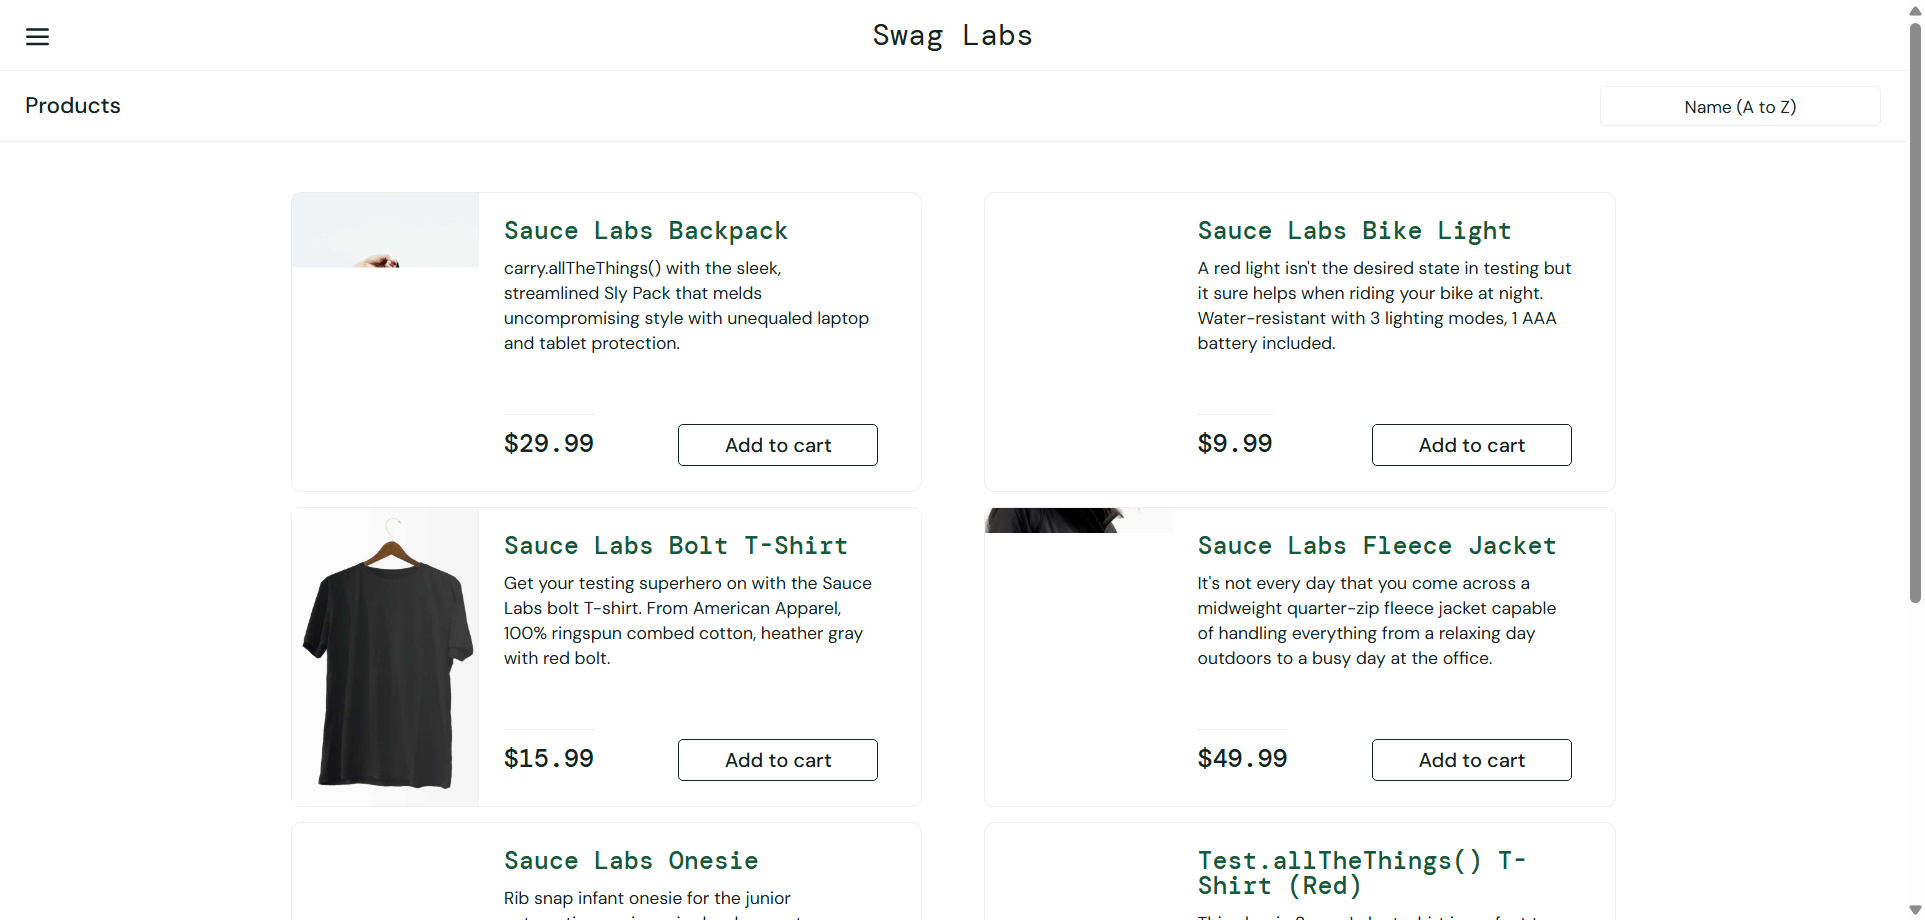 Swag Labs
Products
Name (A to Z)
Sauce Labs Backpack
carry.allTheThings() with the sleek,
streamlined Sly Pack that melds
uncompromising style with unequaled laptop
and tablet protection.
$29.99
Add to cart
Sauce Labs Bike Light
A red light isn't the desired state in testing but
it sure helps when riding your bike at night.
Water-resistant with 3 lighting modes, 1 AAA
battery included.
$9.99
Add to cart
Sauce Labs Bolt T-Shirt
Get your testing superhero on with the Sauce
Labs bolt T-shirt. From American Apparel,
100% ringspun combed cotton, heather gray
with red bolt.
$15.99
Add to cart
Sauce Labs Fleece Jacket
It's not every day that you come across a
midweight quarter-zip fleece jacket capable
of handling everything from a relaxing day
outdoors to a busy day at the office.
$49.99
Add to cart
Sauce Labs Onesie
Rib snap infant onesie for the junior
Test.allTheThings() T-
Shirt (Red)